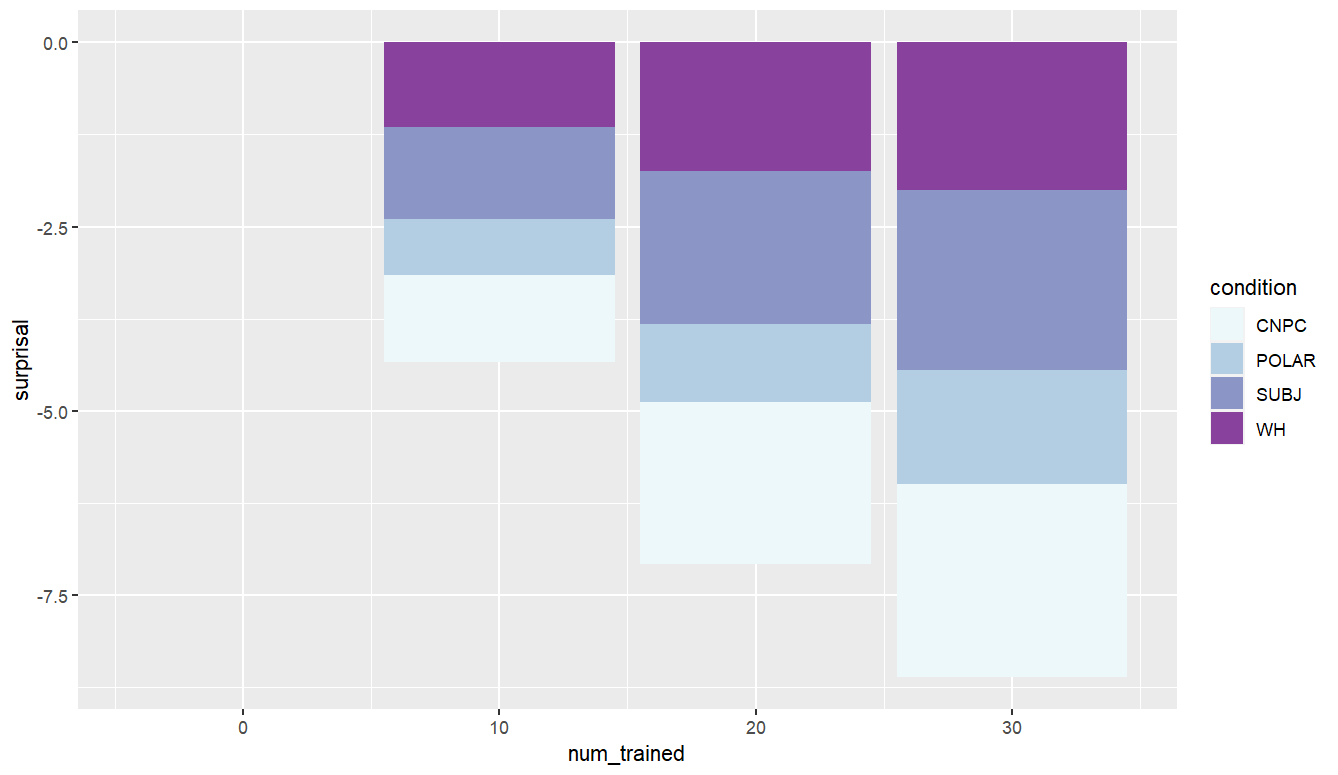 0.0
-2.5
-5.0
-7.5
surprisal
0
10
20
30
num_trained
condition
CNPC
POLAR
SUBJ
WH